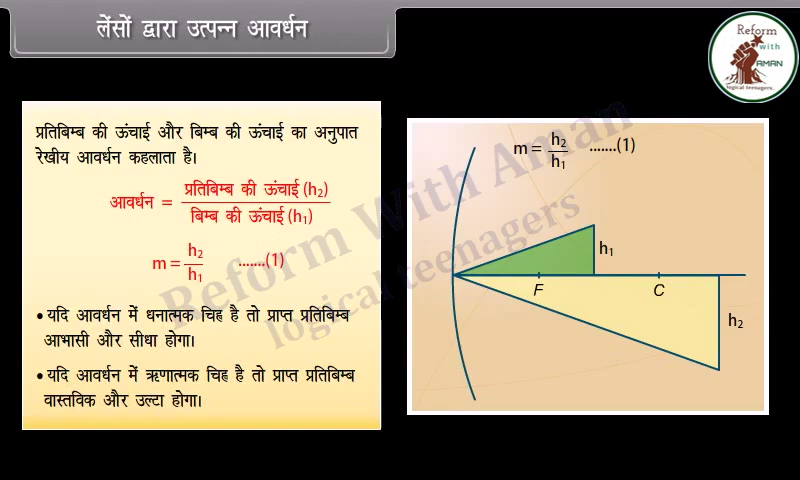 लेंसों द्वारा उत्पन्न आवर्धन
Reform
with
AMAN
logical teenagers.
प्रतिबिम्ब की ऊंचाई और बिम्ब की ऊंचाई का अनुपात
रेखीय आवर्धन कहलाता है।
आवर्धन = प्रतिबिम्ब की ऊंचाई (h₂)
बिम्ब की ऊंचाई (h₁)
m = h₂/h₁ .......(1)
• यदि आवर्धन में धनात्मक चिह्न है तो प्राप्त प्रतिबिम्ब
आभासी और सीधा होगा।
• यदि आवर्धन में ऋणात्मक चिह्न है तो प्राप्त प्रतिबिम्ब
वास्तविक और उल्टा होगा।
m = h₂/h₁ .......(1)
h₁
F
C
h₂
Reform With Aman
logical teenagers